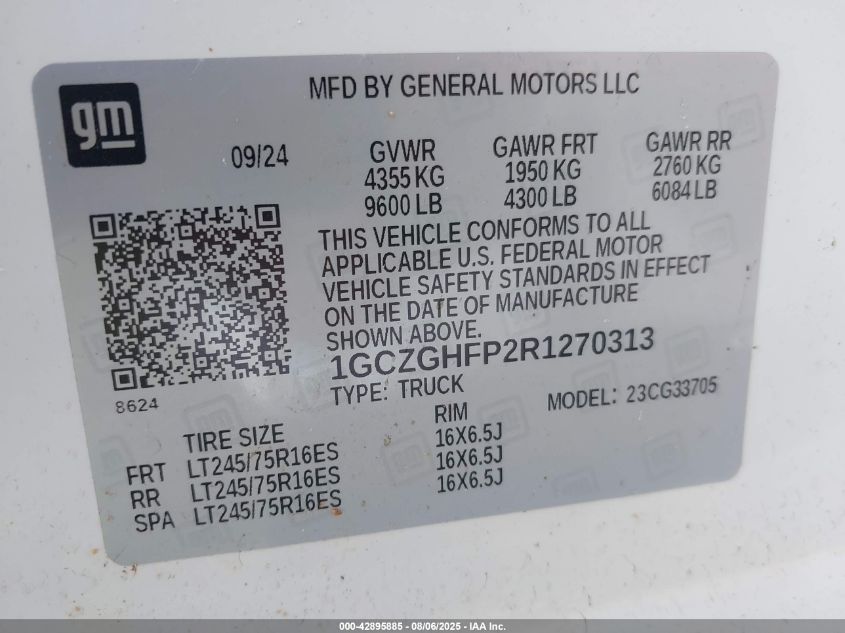 gm
MFD BY GENERAL MOTORS LLC
09/24
GVWR
4355 KG
9600 LB
GAWR FRT
1950 KG
4300 LB
GAWR RR
2760 KG
6084 LB
THIS VEHICLE CONFORMS TO ALL
APPLICABLE U.S. FEDERAL MOTOR
VEHICLE SAFETY STANDARDS IN EFFECT
ON THE DATE OF MANUFACTURE
SHOWN ABOVE.
1GCZGHFP2R1270313
TYPE: TRUCK
MODEL: 23CG33705
8624
TIRE SIZE RIM
FRT LT245/75R16ES 16X6.5J
RR LT245/75R16ES 16X6.5J
SPA LT245/75R16ES 16X6.5J
000-42895885 - 08/06/2025 - IAA Inc.